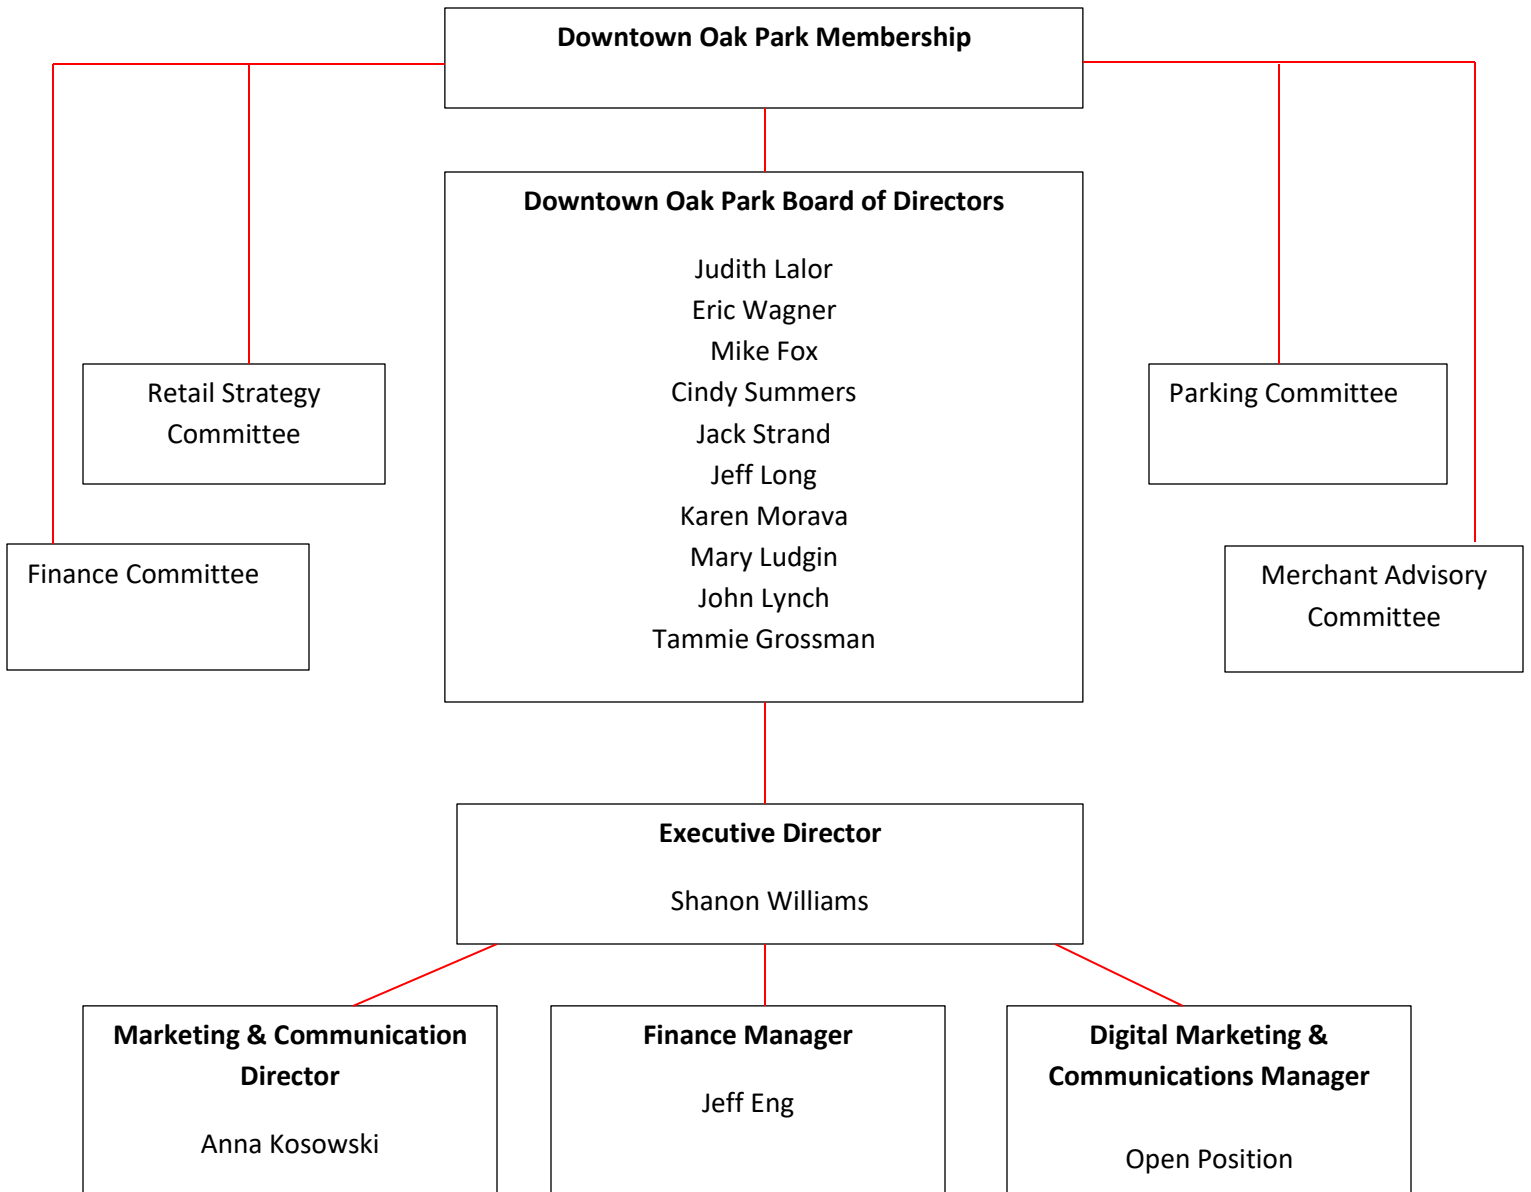 Downtown Oak Park Membership
Downtown Oak Park Board of Directors
Judith Lalor
Eric Wagner
Mike Fox
Cindy Summers
Jack Strand
Jeff Long
Karen Morava
Mary Ludgin
John Lynch
Tammie Grossman
Retail Strategy
Committee
Parking Committee
Finance Committee
Merchant Advisory
Committee
Executive Director
Shanon Williams
Marketing & Communication
Director
Anna Kosowski
Finance Manager
Jeff Eng
Digital Marketing &
Communications Manager
Open Position